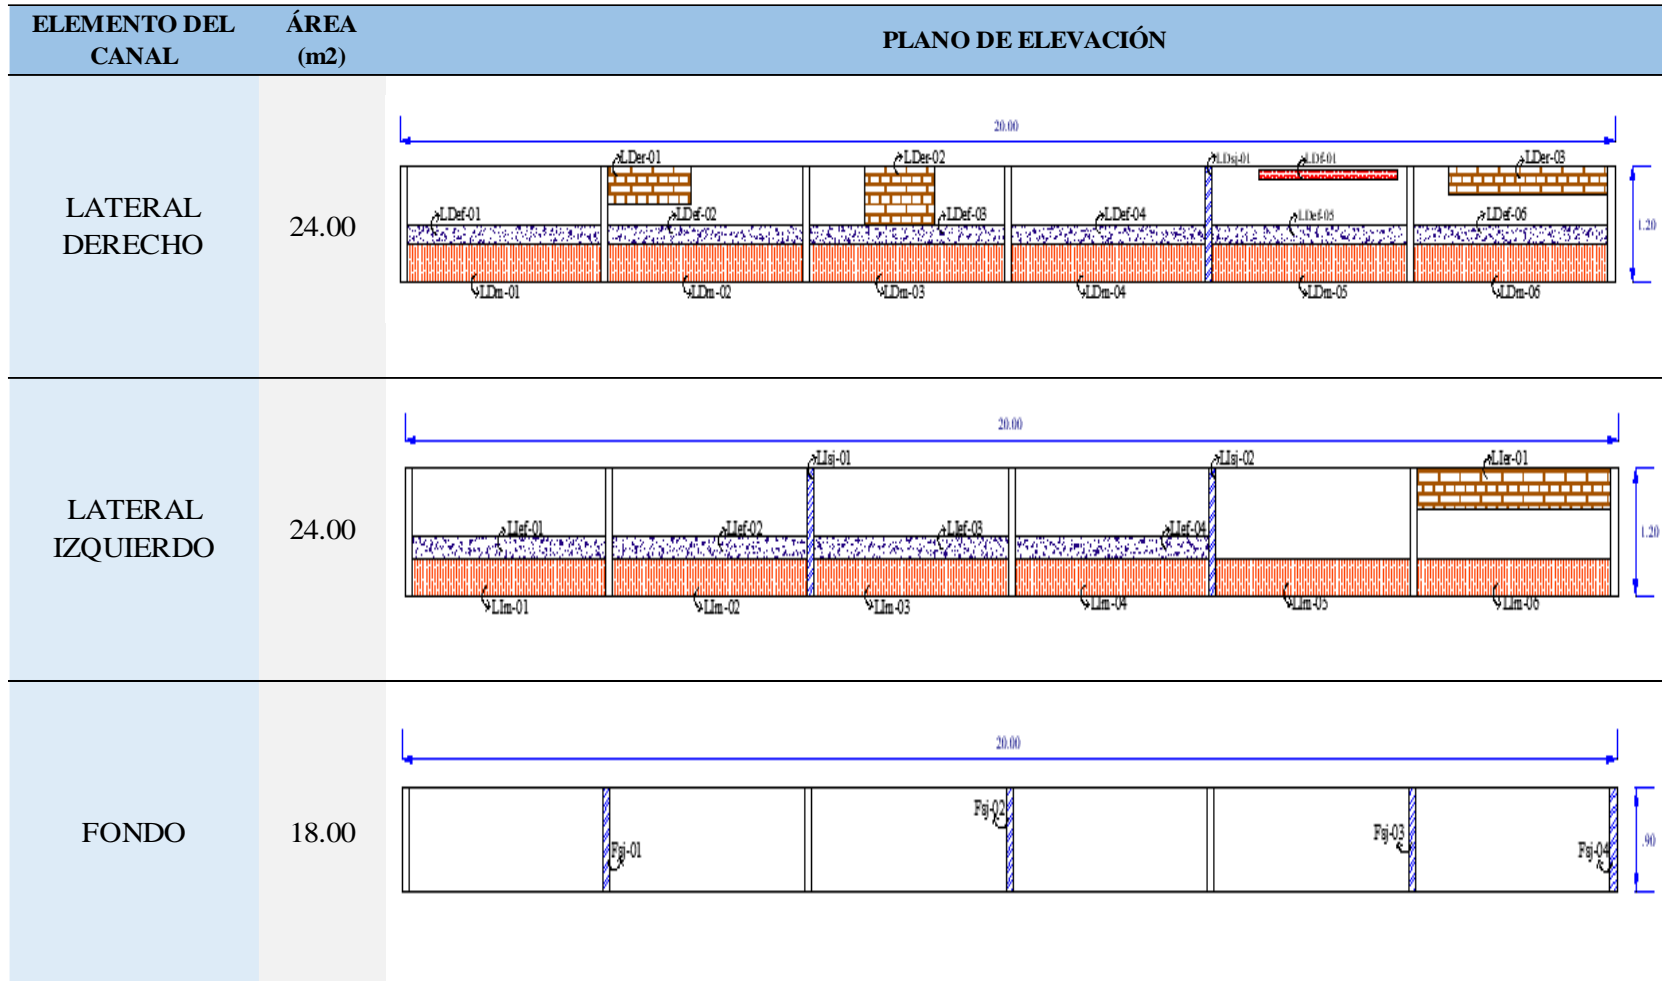 ELEMENTO DEL CANAL
ÁREA (m2)
PLANO DE ELEVACIÓN
LATERAL DERECHO
24.00
20.00
LDer-01
LDer-02
LDsj-01
LDf-01
LDer-03
LDef-01
LDef-02
LDef-03
LDef-04
LDef-05
LDef-06
1.20
LDm-01
LDm-02
LDm-03
LDm-04
LDm-05
LDm-06
LATERAL IZQUIERDO
24.00
20.00
LIsj-01
LIsj-02
LIer-01
LIef-01
LIef-02
LIef-03
LIef-04
1.20
LIm-01
LIm-02
LIm-03
LIm-04
LIm-05
LIm-06
FONDO
18.00
20.00
Fsj-01
Fsj-02
Fsj-03
Fsj-04
.90